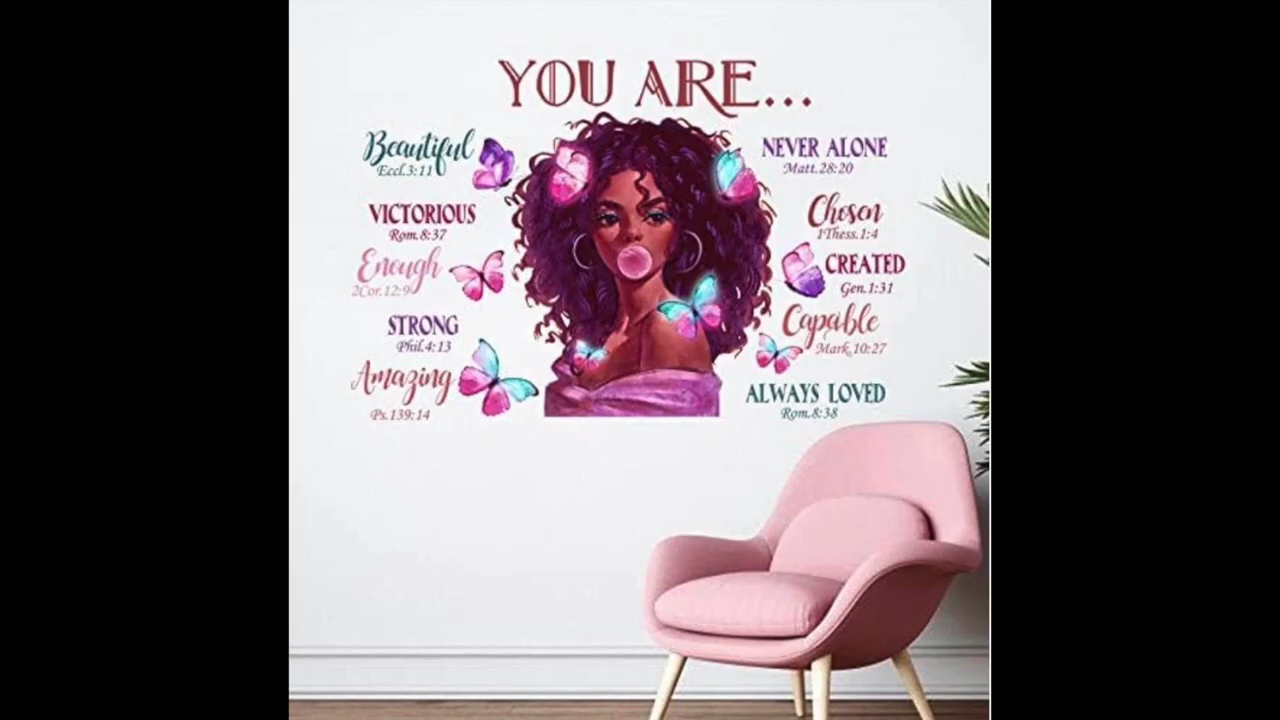 YOU ARE...
Beautiful
Eccl.3:11
VICTORIOUS
Rom.8:37
Enough
2Cor.12:9
STRONG
Phil.4:13
Amazing
Ps.139:14
NEVER ALONE
Matt.28:20
Chosen
1Thess.1:4
CREATED
Gen.1:31
Capable
Mark.10:27
ALWAYS LOVED
Rom.8:38